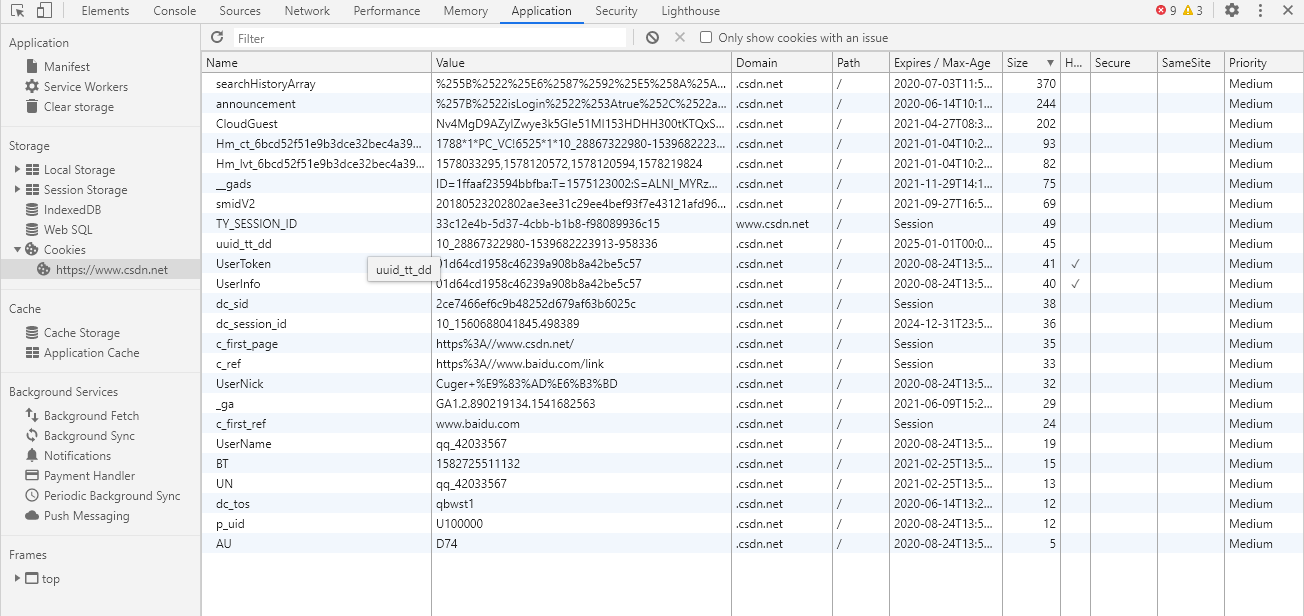 Elements Console Sources Network Performance Memory Application Security Lighthouse 9 3
Application
Manifest
Service Workers
Clear storage
Storage
Local Storage
Session Storage
IndexedDB
Web SQL
Cookies
https://www.csdn.net
Cache
Cache Storage
Application Cache
Background Services
Background Fetch
Background Sync
Notifications
Payment Handler
Periodic Background Sync
Push Messaging
Frames
top
Filter Only show cookies with an issue
Name Value Domain Path Expires / Max-Age Size ▼ H... Secure SameSite Priority
searchHistoryArray %255B%2522%25E6%2587%2592%25E5%258A%25A... .csdn.net / 2020-07-03T11:5... 370 Medium
announcement %257B%2522isLogin%2522%253Atrue%252C%2522a... .csdn.net / 2020-06-14T10:1... 244 Medium
CloudGuest Nv4MgD9AZylZwye3k5Gle51MI153HDHH300tKTQxS... .csdn.net / 2021-04-27T08:3... 202 Medium
Hm_ct_6bcd52f51e9b3dce32bec4a39... 1788*1*PC_VC!6525*1*10_28867322980-1539682223... .csdn.net / 2021-01-04T10:2... 93 Medium
Hm_lvt_6bcd52f51e9b3dce32bec4a39... 1578033295,1578120572,1578120594,1578219824 .csdn.net / 2021-01-04T10:2... 82 Medium
__gads ID=1ffaaf23594bbfba:T=1575123002:S=ALNI_MYRz... .csdn.net / 2021-11-29T14:1... 75 Medium
smidV2 20180523202802ae3ee31c29ee4bef93f7e43121afd96... .csdn.net / 2021-09-27T16:5... 69 Medium
TY_SESSION_ID 33c12e4b-5d37-4cbb-b1b8-f98089936c15 www.csdn.net / Session 49 Medium
uuid_tt_dd 10_28867322980-1539682223913-958336 .csdn.net / 2025-01-01T00:0... 45 Medium
UserToken 01d64cd1958c46239a908b8a42be5c57 .csdn.net / 2020-08-24T13:5... 41 ✓ Medium
uuid_tt_dd
UserInfo 01d64cd1958c46239a908b8a42be5c57 .csdn.net / 2020-08-24T13:5... 40 ✓ Medium
dc_sid 2ce7466ef6c9b48252d679af63b6025c .csdn.net / Session 38 Medium
dc_session_id 10_1560688041845.498389 .csdn.net / 2024-12-31T23:5... 36 Medium
c_first_page https%3A//www.csdn.net/ .csdn.net / Session 35 Medium
c_ref https%3A//www.baidu.com/link .csdn.net / Session 33 Medium
UserNick Cuger+%E9%83%AD%E6%B3%BD .csdn.net / 2020-08-24T13:5... 32 Medium
_ga GA1.2.890219134.1541682563 .csdn.net / 2021-06-09T15:2... 29 Medium
c_first_ref www.baidu.com .csdn.net / Session 24 Medium
UserName qq_42033567 .csdn.net / 2020-08-24T13:5... 19 Medium
BT 1582725511132 .csdn.net / 2021-02-25T13:5... 15 Medium
UN qq_42033567 .csdn.net / 2021-02-25T13:5... 13 Medium
dc_tos qbwst1 .csdn.net / 2020-06-14T13:2... 12 Medium
p_uid U100000 .csdn.net / 2020-08-24T13:5... 12 Medium
AU D74 .csdn.net / 2020-08-24T13:5... 5 Medium